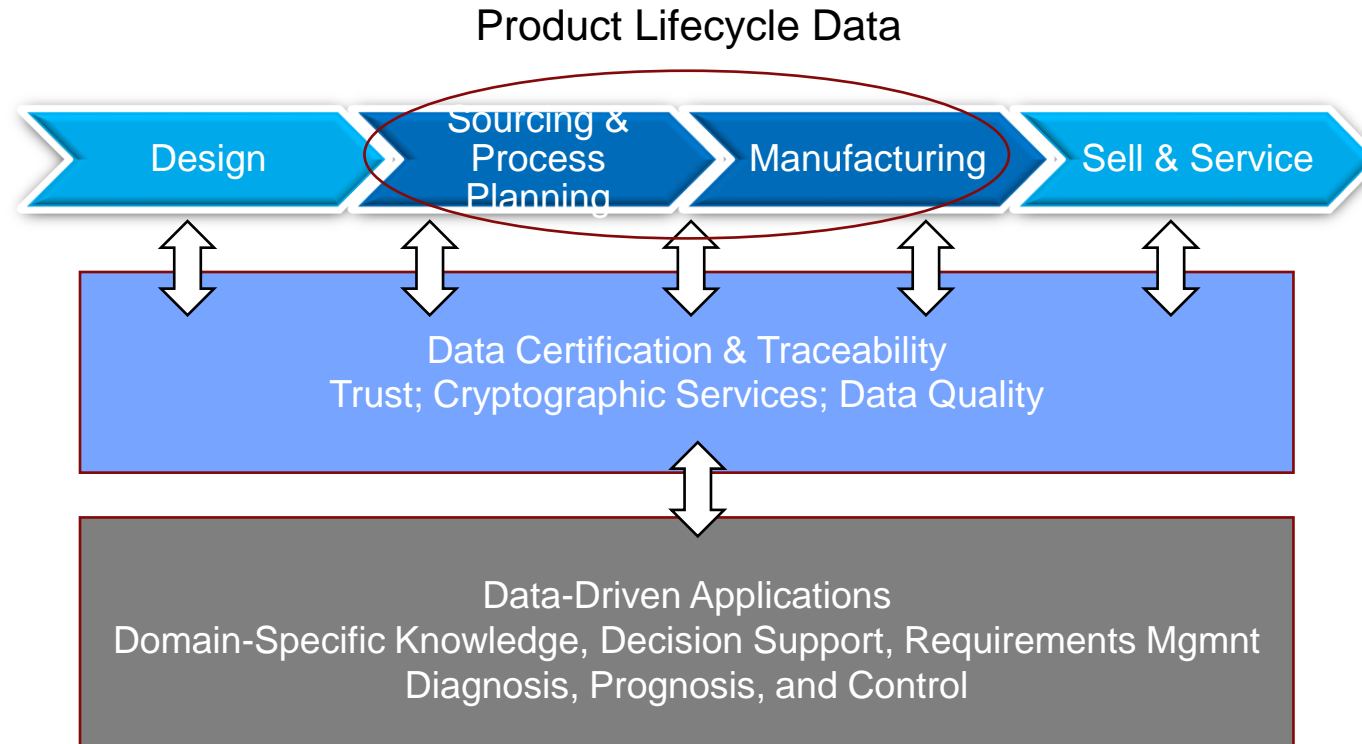 Product Lifecycle Data
Design
Sourcing &
Process
Planning
Manufacturing
Sell & Service
Data Certification & Traceability
Trust; Cryptographic Services; Data Quality
Data-Driven Applications
Domain-Specific Knowledge, Decision Support, Requirements Mgmnt
Diagnosis, Prognosis, and Control